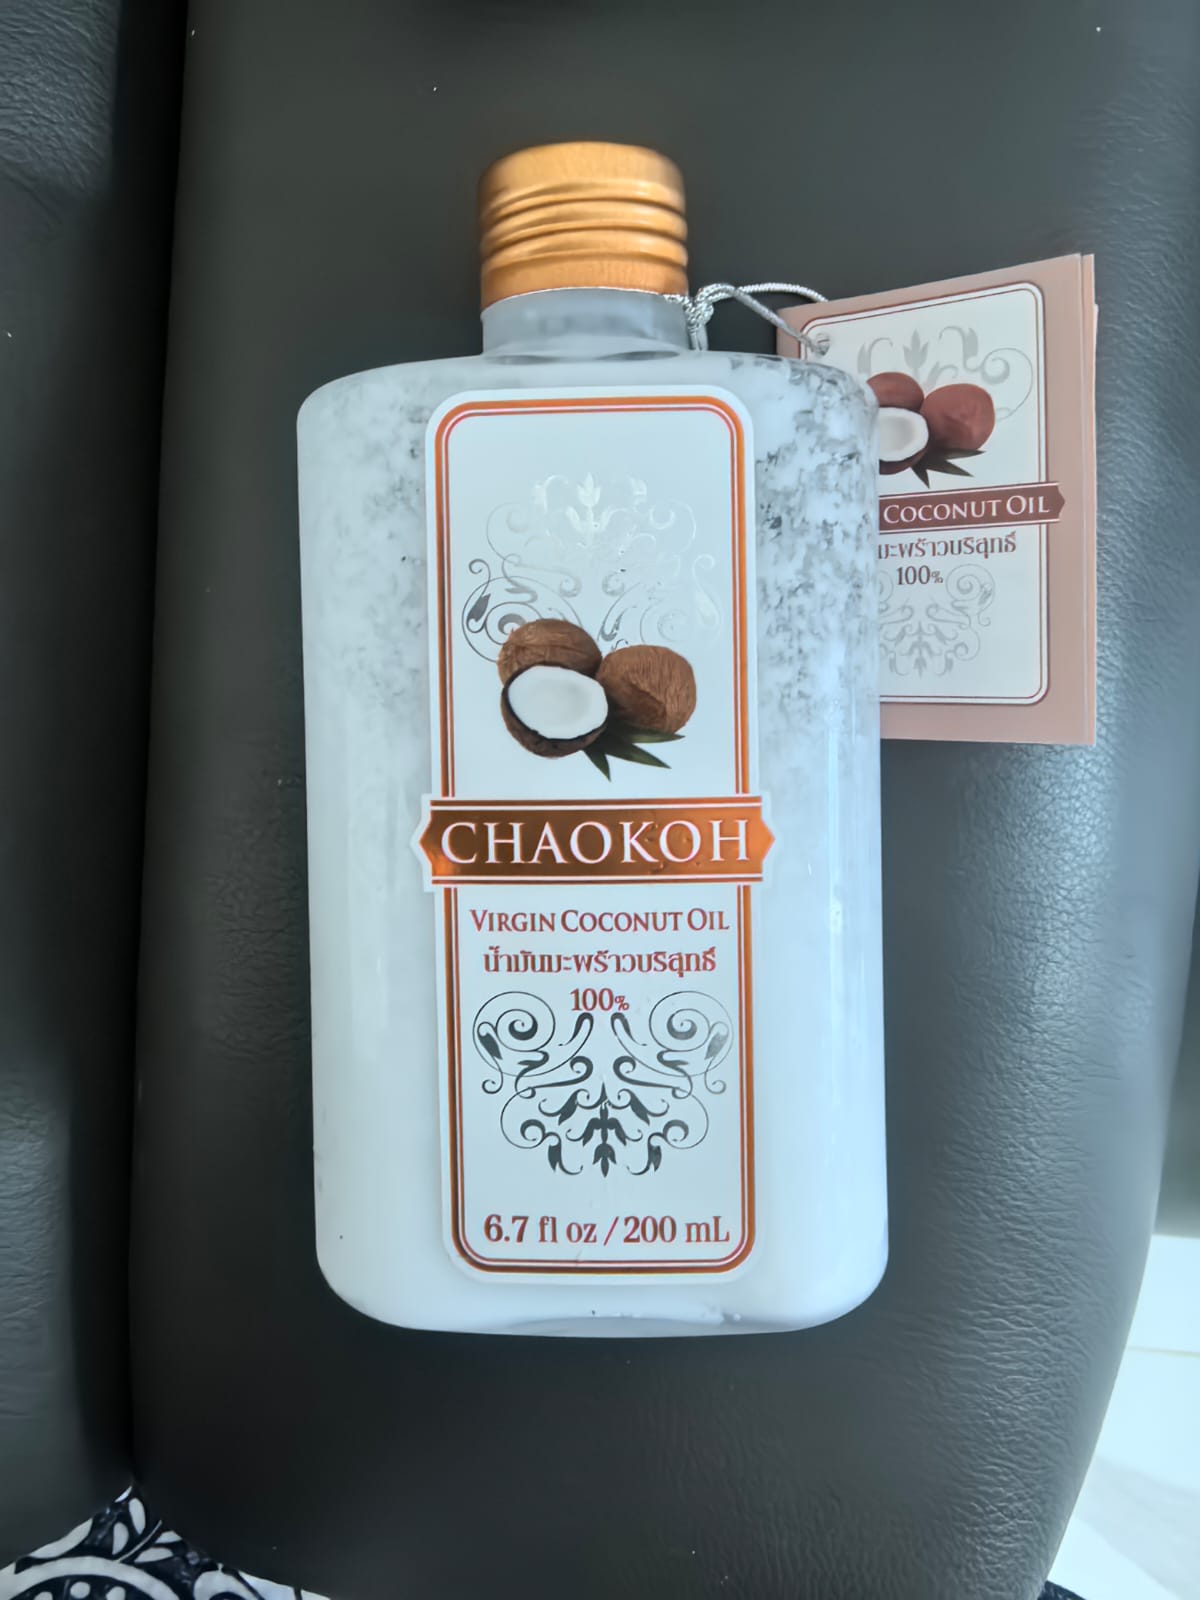 CHAOKOH
VIRGIN COCONUT OIL
น้ำมันมะพร้าวบริสุทธิ์
100%
6.7 fl oz / 200 mL
COCONUT OIL
มะพร้าวบริสุทธิ์
100%